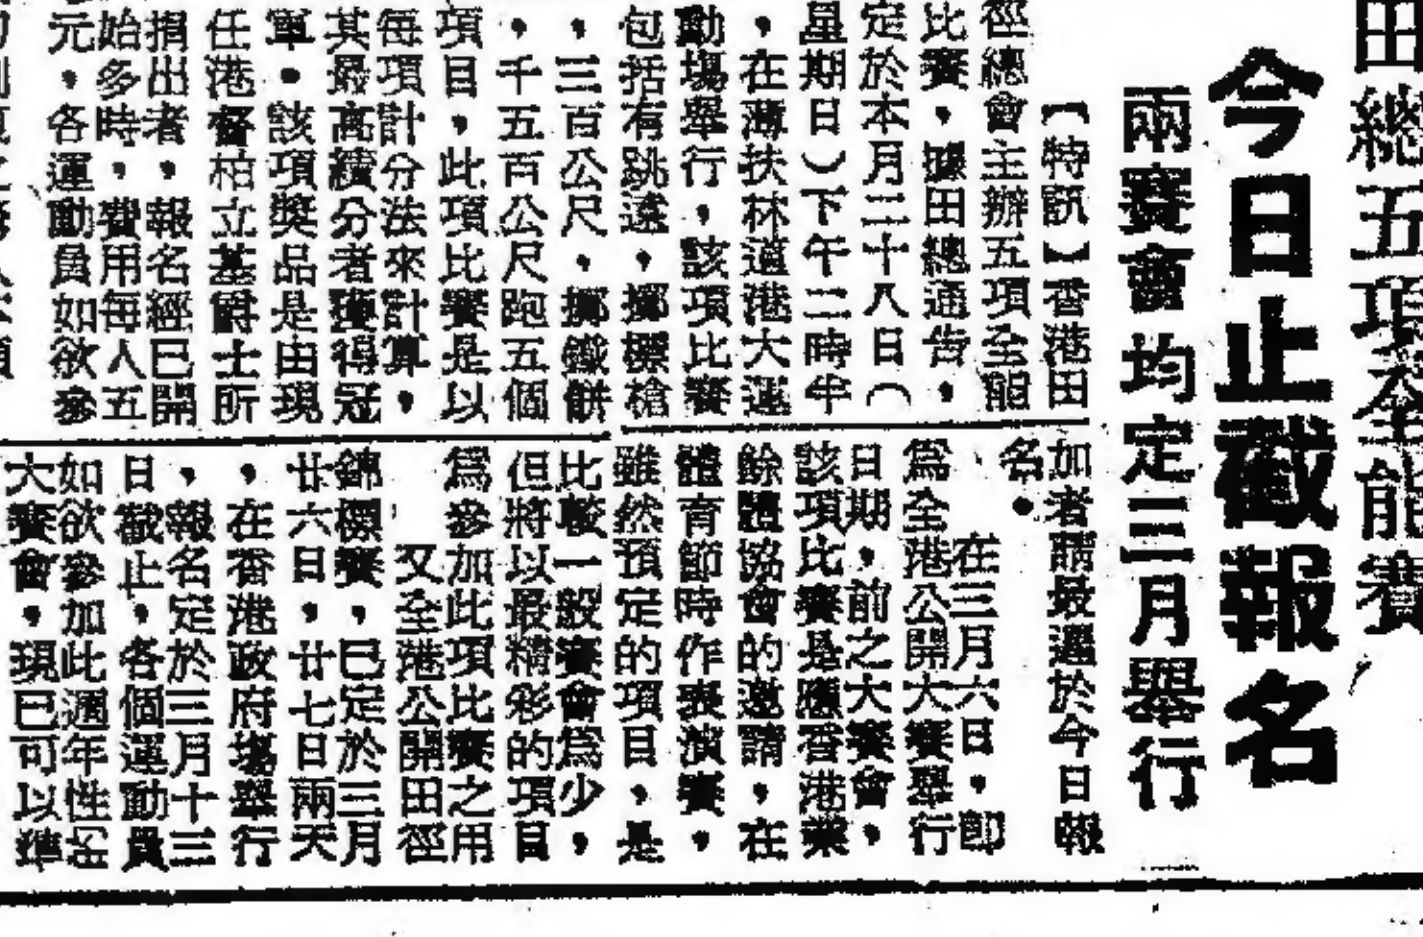 田總五項全能賽
今日止截報名
兩賽會均定三月舉行
【特訊】香港田
徑總會主辦五項全能
比賽，據田總通告，
定於本月二十八日（
星期日）下午二時半
，在薄扶林道港大運
動場舉行，該項比賽
包括有跳遠，擲標槍
，三百公尺，擲鐵餅
，千五百公尺跑五個
項目，此項比賽是以
每項計分法來計算，
其最高續分者獲得冠
軍。該項獎品是由現
任港督柏立基爵士所
捐出者，報名經已開
始多時，費用每人五
元，各運動員如欲參
加者請最遲於今日報
名。
在三月六日，即
為全港公開大賽舉行
日期，前之大賽會，
該項比賽是應香港業
餘體協會的邀請，在
體育節時作表演賽，
雖然預定的項目，是
比較一般賽會為少，
但將以最精彩的項目
為參加此項比賽之用
又全港公開田徑
錦標賽，已定於三月
廿六日，廿七日兩天
，在香港政府場舉行
，報名定於三月十三
日截止，各個運動員
如欲參加此週年性的
大賽會，現已可以準